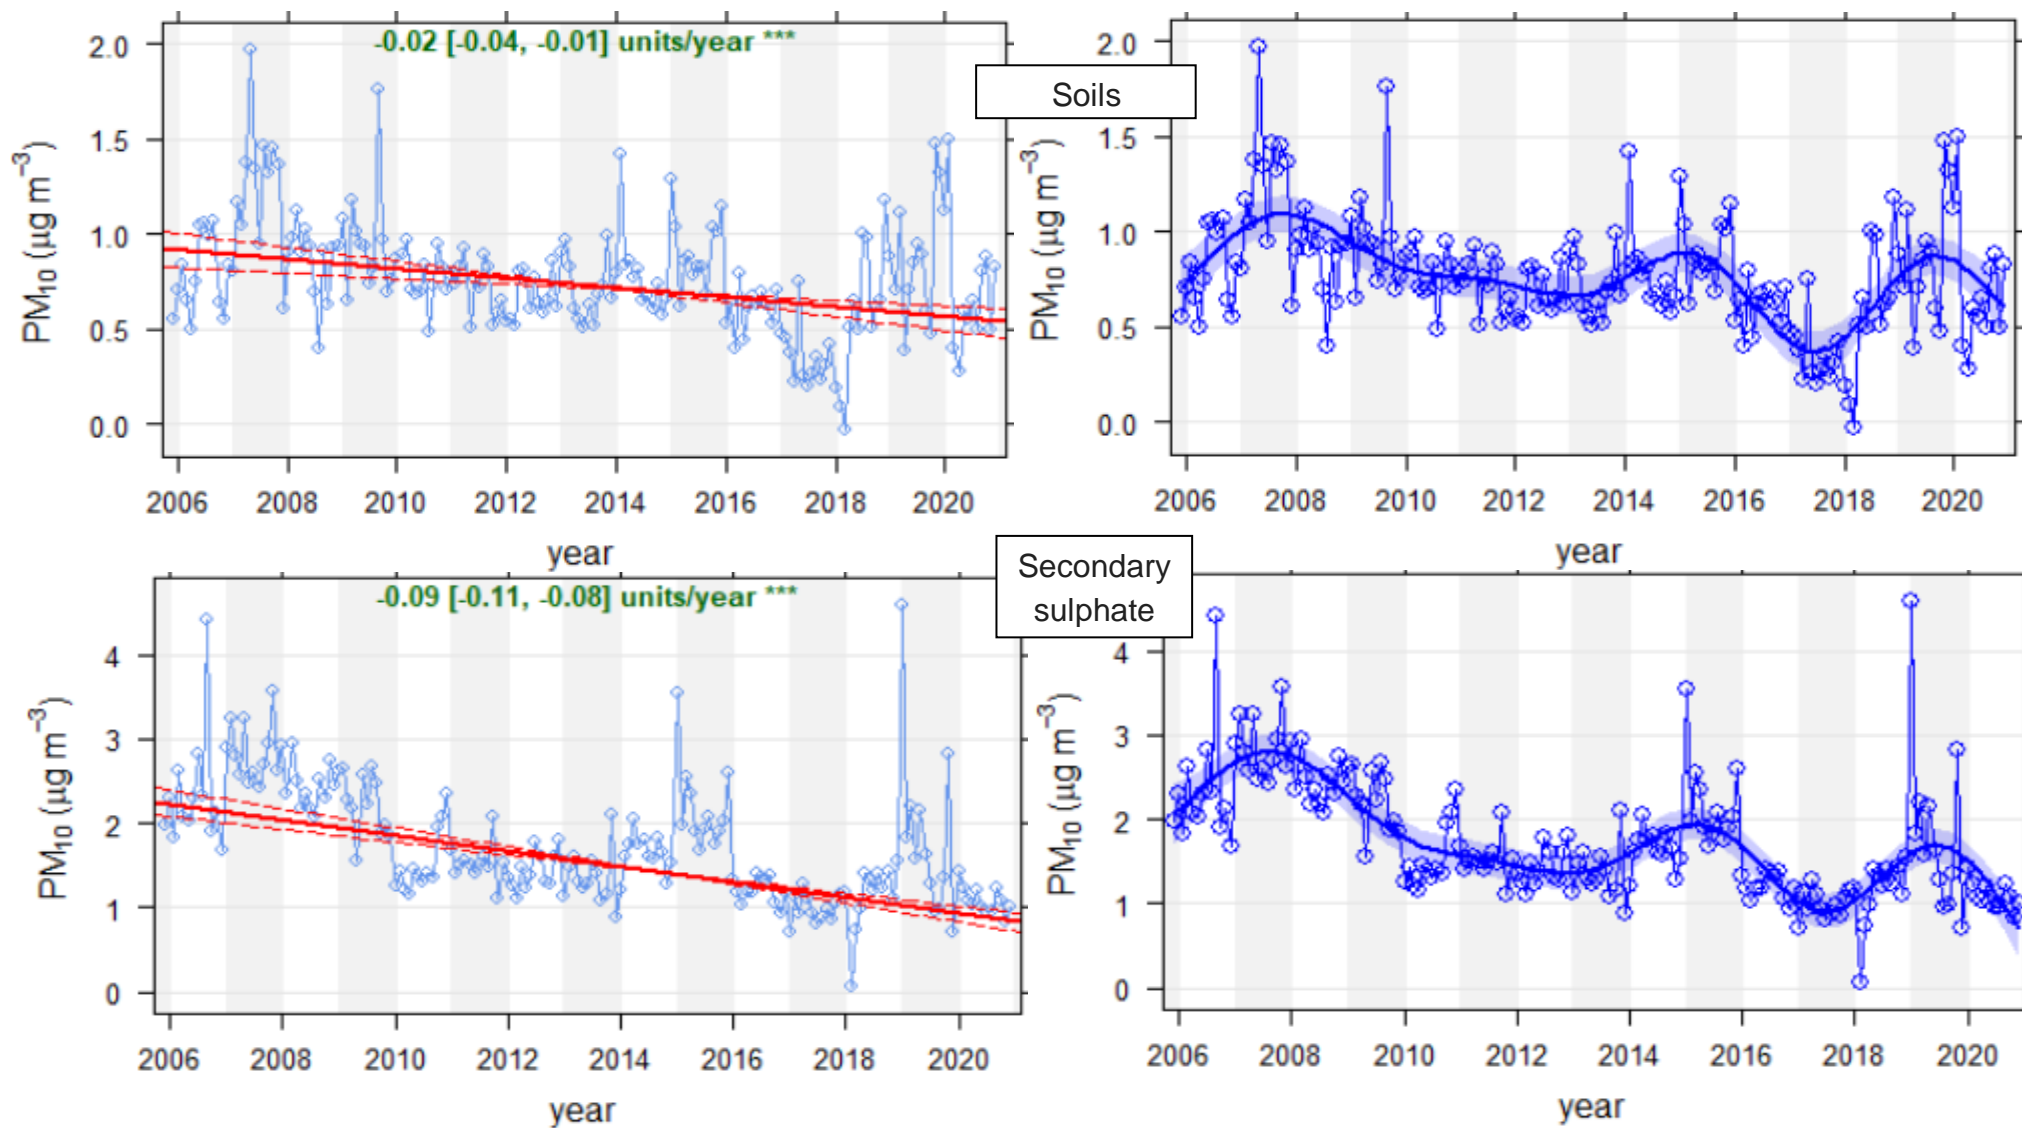 -0.02 [-0.04, -0.01] units/year ***
Soils
PM10 (µg m−3)
2.0
1.5
1.0
0.5
0.0
2006 2008 2010 2012 2014 2016 2018 2020
year
PM10 (µg m−3)
2.0
1.5
1.0
0.5
0.0
2006 2008 2010 2012 2014 2016 2018 2020
year
-0.09 [-0.11, -0.08] units/year ***
Secondary
sulphate
PM10 (µg m−3)
4
3
2
1
0
2006 2008 2010 2012 2014 2016 2018 2020
year
PM10 (µg m−3)
4
3
2
1
0
2006 2008 2010 2012 2014 2016 2018 2020
year